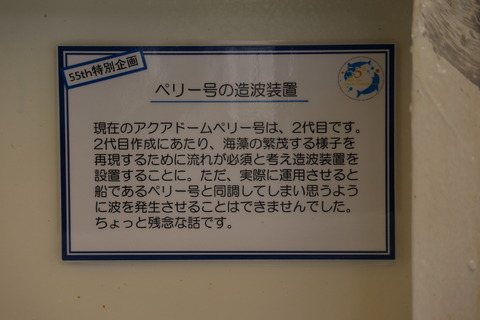 55th特別企画
ペリー号の造波装置
現在のアクアドームペリー号は、2代目です。
2代目作成にあたり、海藻の繁茂する様子を
再現するために流れが必須と考え造波装置を
設置することに。ただ、実際に運用させると
船であるペリー号と同調してしまい思うよう
に波を発生させることはできませんでした。
ちょっと残念な話です。